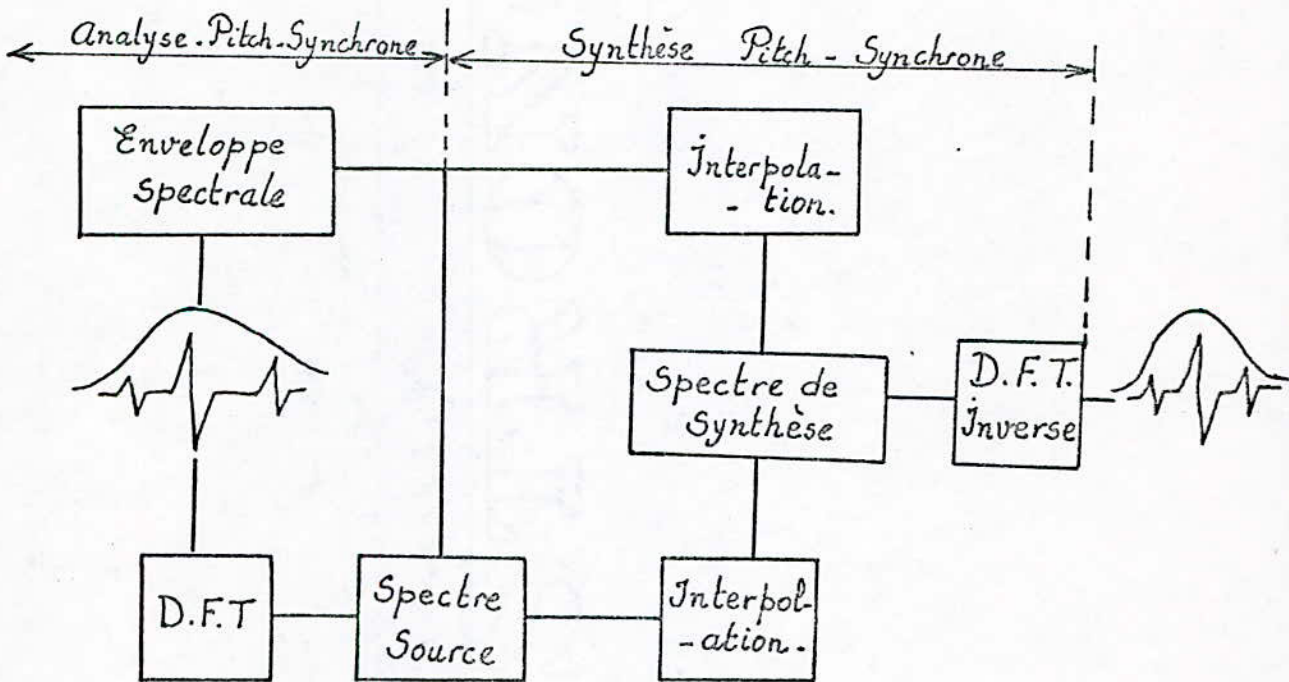 Analyse-Pitch-Synchrone
Synthèse Pitch - Synchrone
Enveloppe
Spectrale
Interpola-
- tion.
Spectre de
Synthèse
D.F.T.
Inverse
D.F.T
Spectre
Source
Interpol-
-ation.